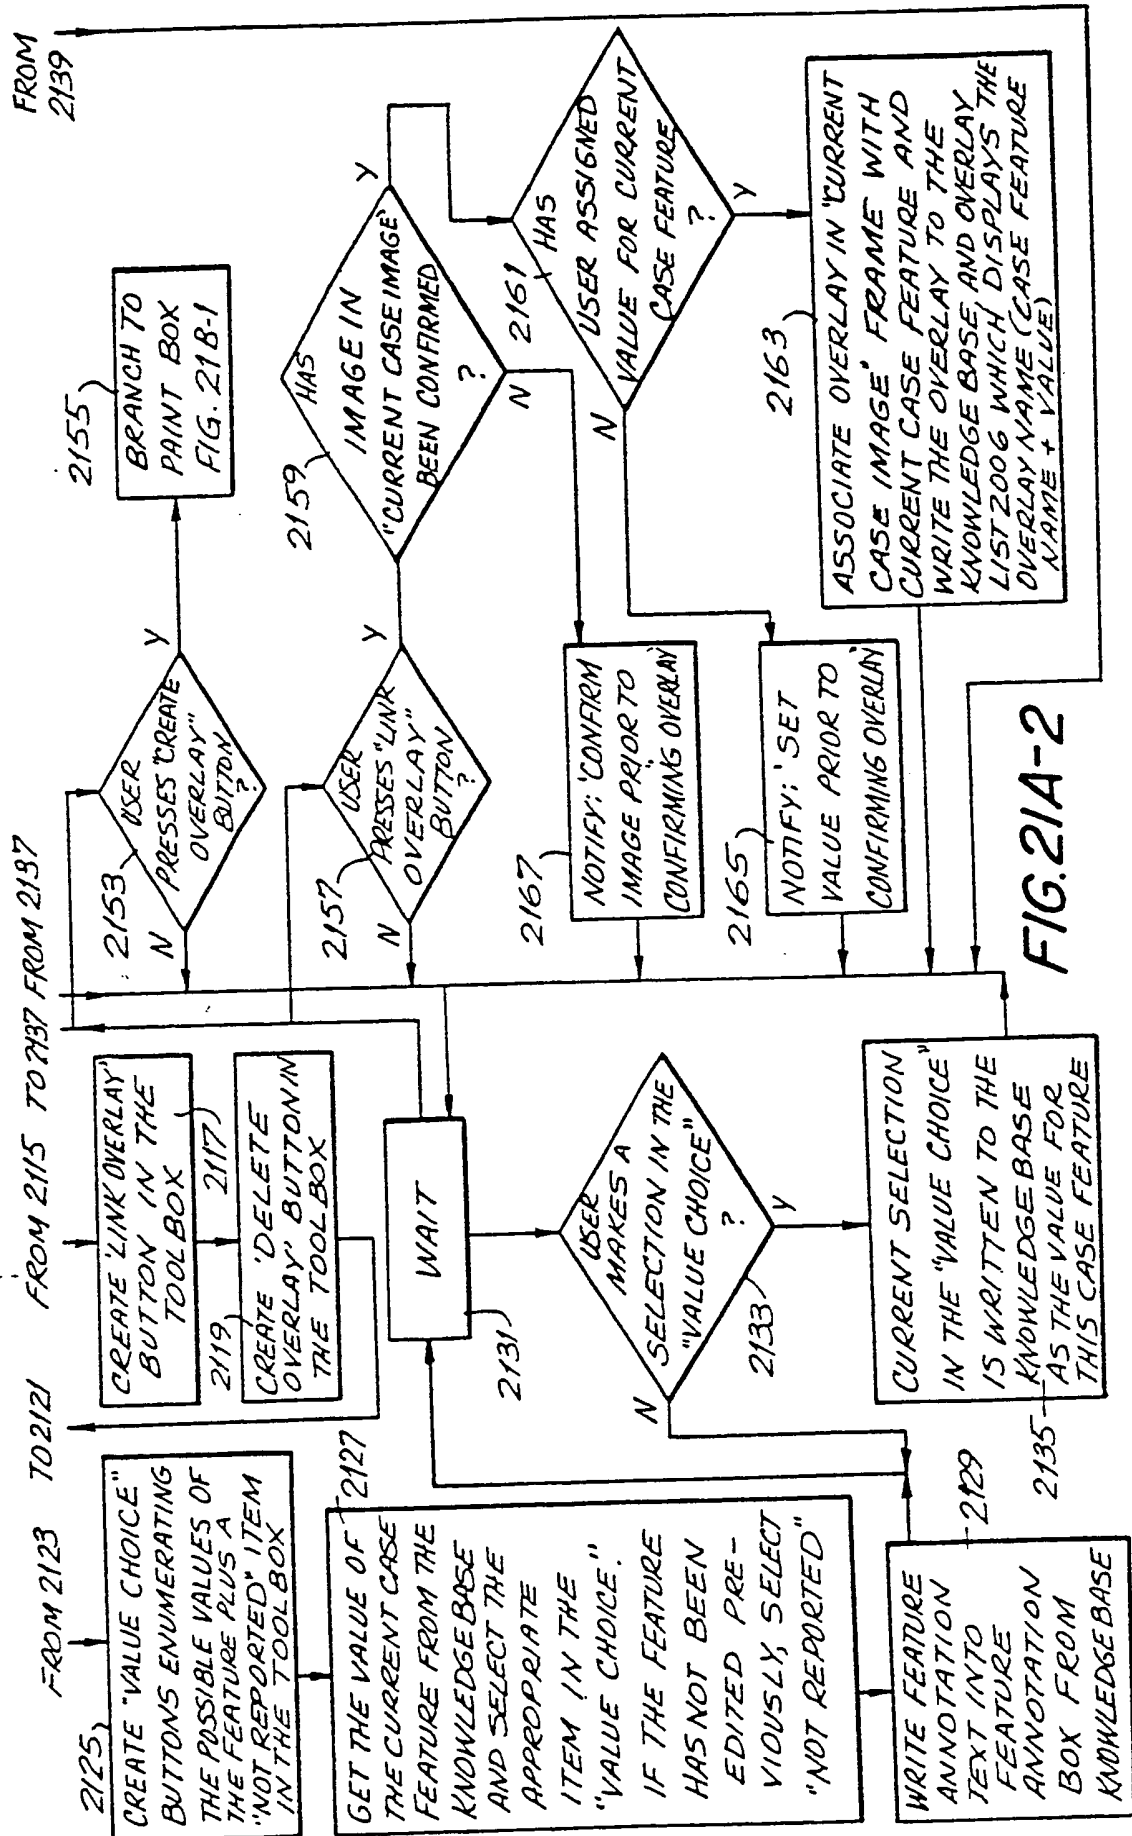 FROM 2123
TO 2121
FROM 2115
TO 2137
FROM 2137
FROM
2139
2125
CREATE "VALUE CHOICE"
BUTTONS ENUMERATING
THE POSSIBLE VALUES OF
THE FEATURE PLUS A
"NOT REPORTED" ITEM
IN THE TOOLBOX
2127
GET THE VALUE OF
THE CURRENT CASE
FEATURE FROM THE
KNOWLEDGE BASE
AND SELECT THE
APPROPRIATE
ITEM IN THE
"VALUE CHOICE."
IF THE FEATURE
HAS NOT BEEN
EDITED PRE-
VIOUSLY, SELECT
"NOT REPORTED"
2129
WRITE FEATURE
ANNOTATION
TEXT INTO
FEATURE
ANNOTATION
BOX FROM
KNOWLEDGE BASE
CREATE 'LINK OVERLAY'
BUTTON IN THE
TOOLBOX
2117
2119
CREATE 'DELETE
OVERLAY' BUTTON IN
THE TOOLBOX
WAIT
2131
USER
MAKES A
SELECTION IN THE
"VALUE CHOICE"
?
2133
N
Y
CURRENT SELECTION
IN THE "VALUE CHOICE"
IS WRITTEN TO THE
KNOWLEDGE BASE
AS THE VALUE FOR
THIS CASE FEATURE
2135
2153
USER
PRESSES 'CREATE
OVERLAY"
BUTTON
?
N
Y
2155
BRANCH TO
PAINT BOX
FIG. 21B-1
2157
USER
PRESSES "LINK
OVERLAY"
BUTTON
?
N
Y
2159
HAS
IMAGE IN
"CURRENT CASE IMAGE"
BEEN CONFIRMED
?
Y
N
2161
HAS
USER ASSIGNED
VALUE FOR CURRENT
CASE FEATURE
?
N
Y
2163
ASSOCIATE OVERLAY IN 'CURRENT
CASE IMAGE" FRAME WITH
CURRENT CASE FEATURE AND
WRITE THE OVERLAY TO THE
KNOWLEDGE BASE, AND OVERLAY
LIST 2006 WHICH DISPLAYS THE
OVERLAY NAME (CASE FEATURE
NAME + VALUE)
2167
NOTIFY: 'CONFIRM
IMAGE PRIOR TO
CONFIRMING OVERLAY'
2165
NOTIFY: 'SET
VALUE PRIOR TO
CONFIRMING OVERLAY'
FIG.21A-2